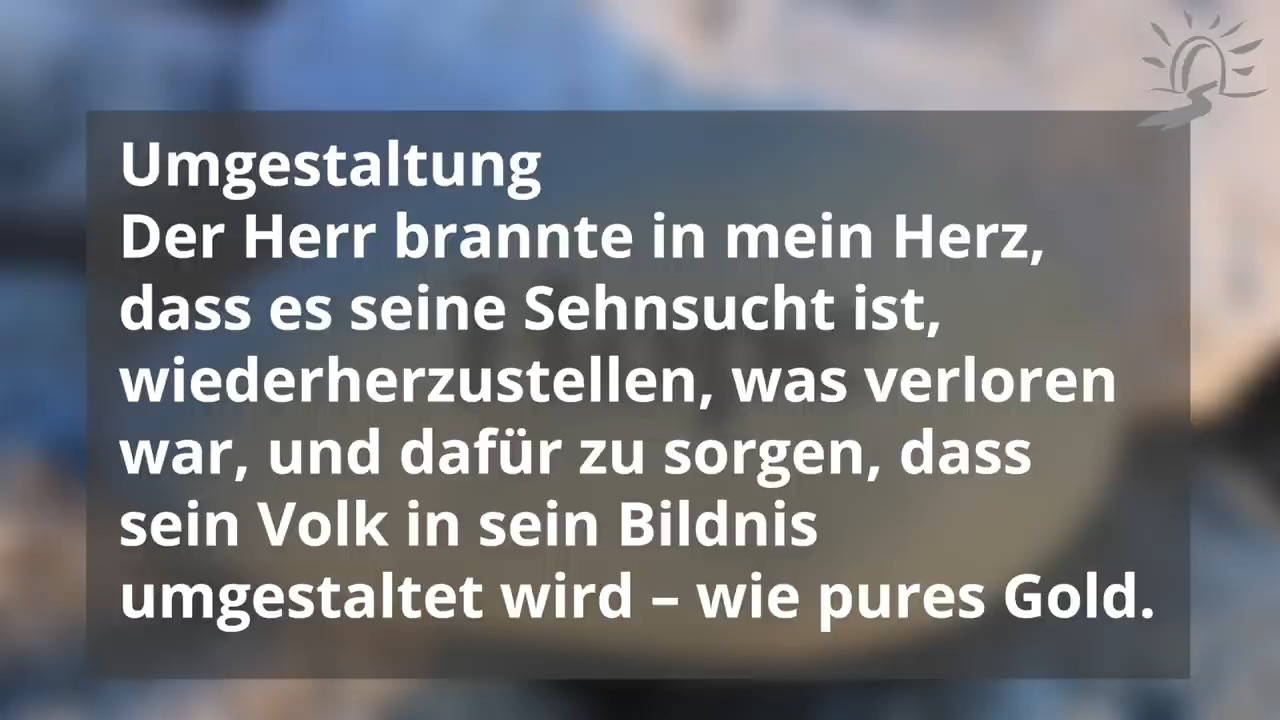 Umgestaltung
Der Herr brannte in mein Herz,
dass es seine Sehnsucht ist,
wiederherzustellen, was verloren
war, und dafür zu sorgen, dass
sein Volk in sein Bildnis
umgestaltet wird – wie pures Gold.